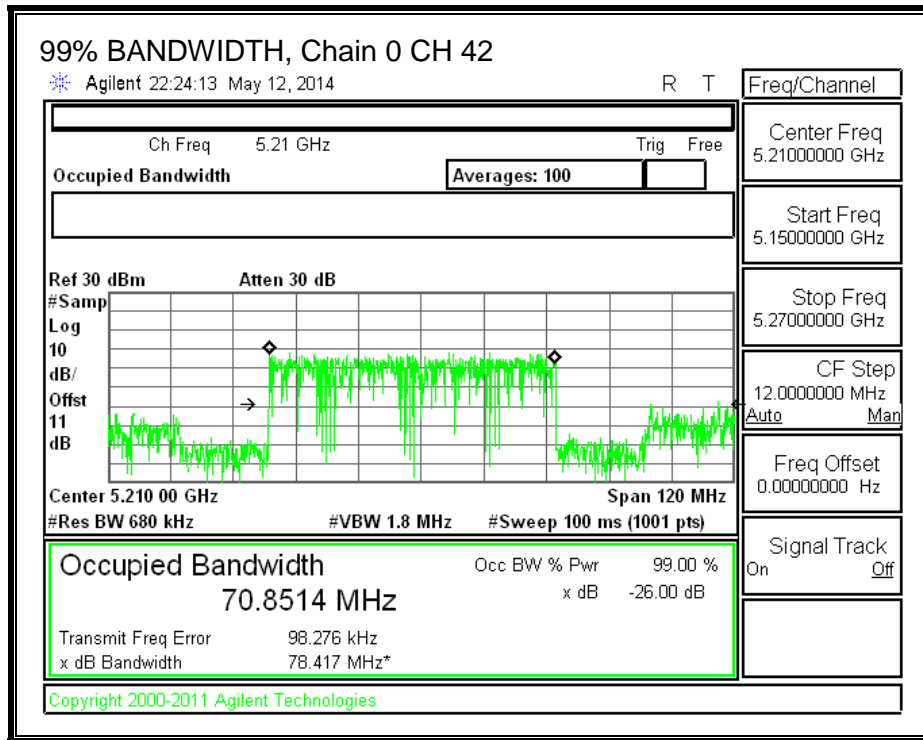 99% BANDWIDTH, Chain 0 CH 42
Agilent 22:24:13 May 12, 2014 R T
Freq/Channel
Ch Freq 5.21 GHz Trig Free
Occupied Bandwidth Averages: 100
Center Freq
5.21000000 GHz
Start Freq
5.15000000 GHz
Stop Freq
5.27000000 GHz
CF Step
12.0000000 MHz
Auto Man
Freq Offset
0.00000000 Hz
Signal Track
On Off
Ref 30 dBm Atten 30 dB
#Samp
Log
10
dB/
Offst
11
dB
Center 5.210 00 GHz Span 120 MHz
#Res BW 680 kHz #VBW 1.8 MHz #Sweep 100 ms (1001 pts)
Occupied Bandwidth Occ BW % Pwr 99.00 %
70.8514 MHz x dB -26.00 dB
Transmit Freq Error 98.276 kHz
x dB Bandwidth 78.417 MHz*
Copyright 2000-2011 Agilent Technologies